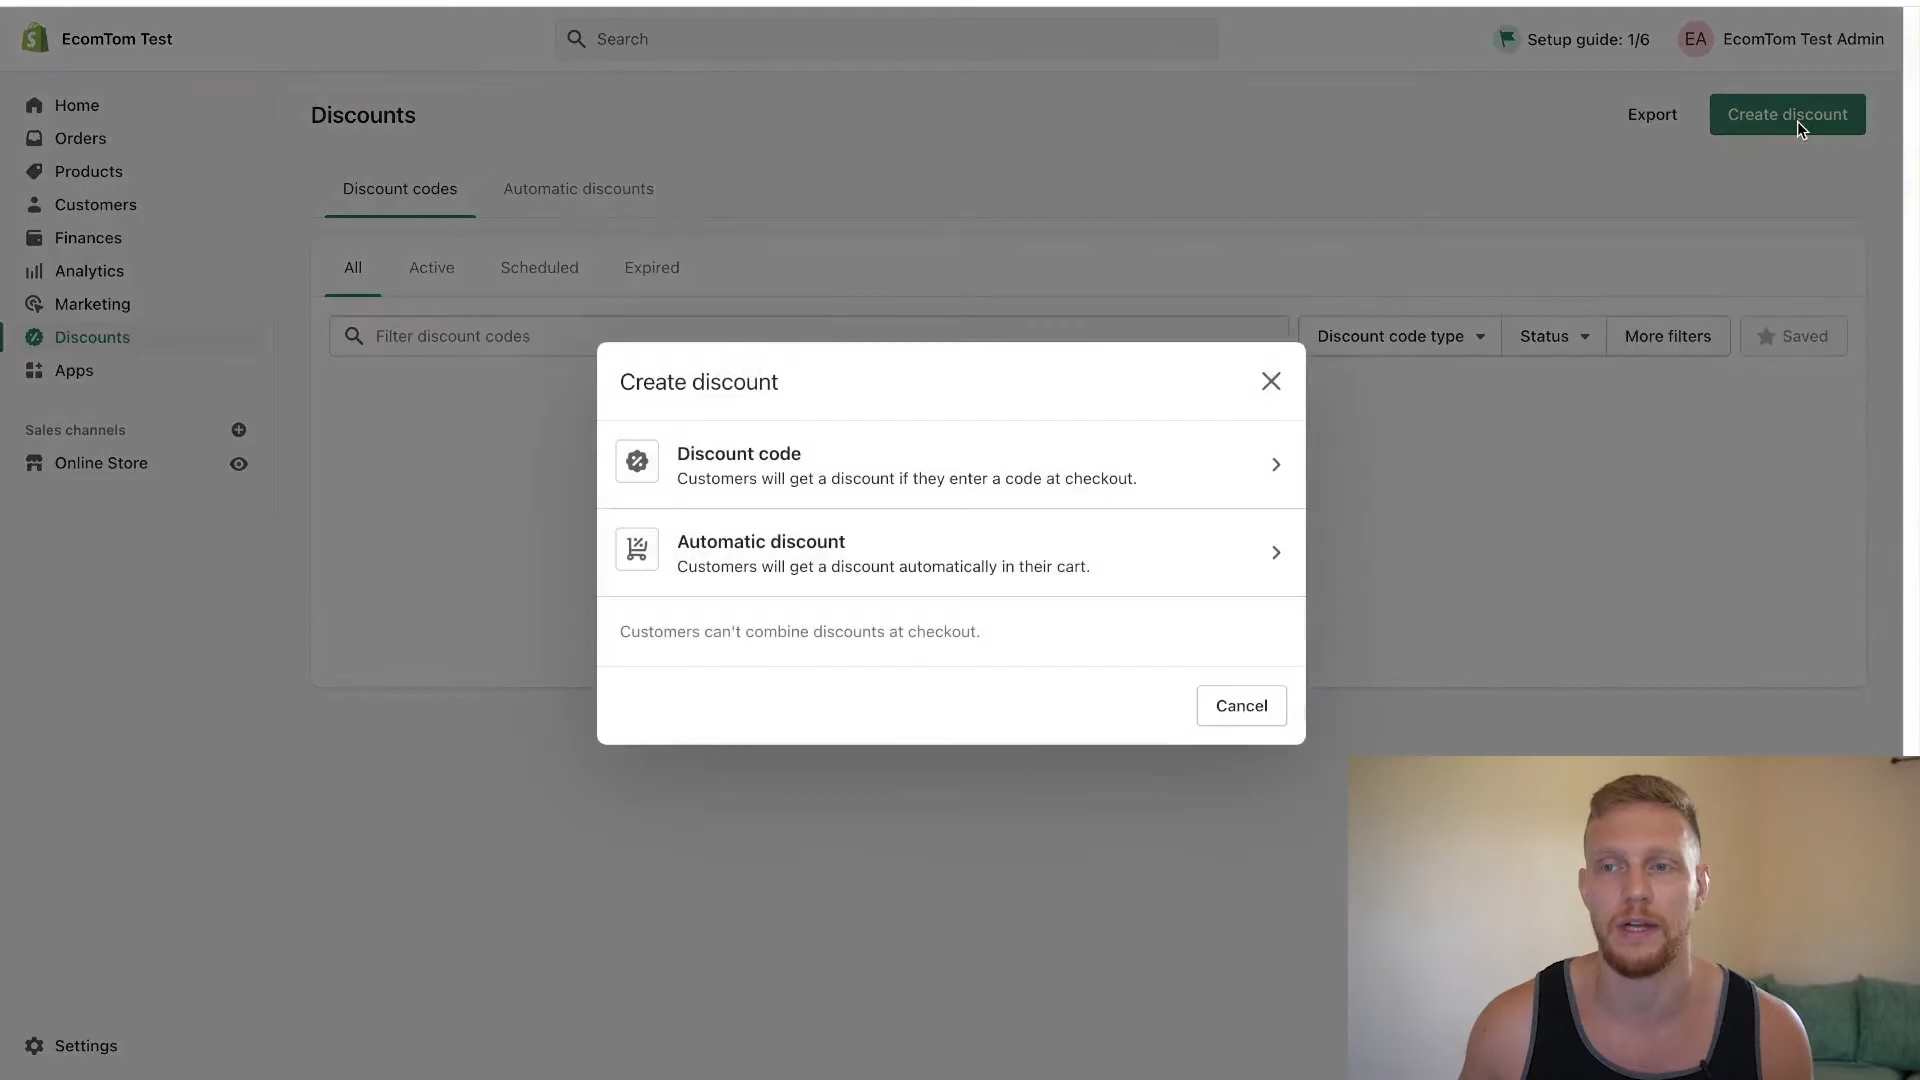 EcomTom Test
Search
Setup guide: 1/6
EA
EcomTom Test Admin
Home
Orders
Products
Customers
Finances
Analytics
Marketing
Discounts
Apps
Sales channels
Online Store
Settings
Discounts
Export
Create discount
Discount codes
Automatic discounts
All
Active
Scheduled
Expired
Filter discount codes
Discount code type
Status
More filters
Saved
Create discount
Discount code
Customers will get a discount if they enter a code at checkout.
Automatic discount
Customers will get a discount automatically in their cart.
Customers can't combine discounts at checkout.
Cancel